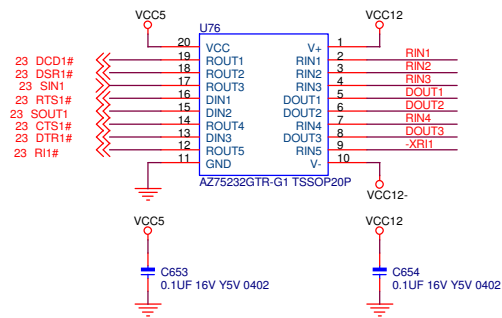 VCC5 VCC12
U76
20 VCC V+ 1
23 DCD1# 19 ROUT1 RIN1 2 RIN1
23 DSR1# 18 ROUT2 RIN2 3 RIN2
23 SIN1 17 ROUT3 RIN3 4 RIN3
23 RTS1# 16 DIN1 DOUT1 5 DOUT1
23 SOUT1 15 DIN2 DOUT2 6 DOUT2
23 CTS1# 14 ROUT4 RIN4 7 RIN4
23 DTR1# 13 DIN3 DOUT3 8 DOUT3
23 RI1# 12 ROUT5 RIN5 9 -XRI1
11 GND V- 10
AZ75232GTR-G1 TSSOP20P
VCC12-
VCC5 VCC12
C653 C654
0.1UF 16V Y5V 0402 0.1UF 16V Y5V 0402